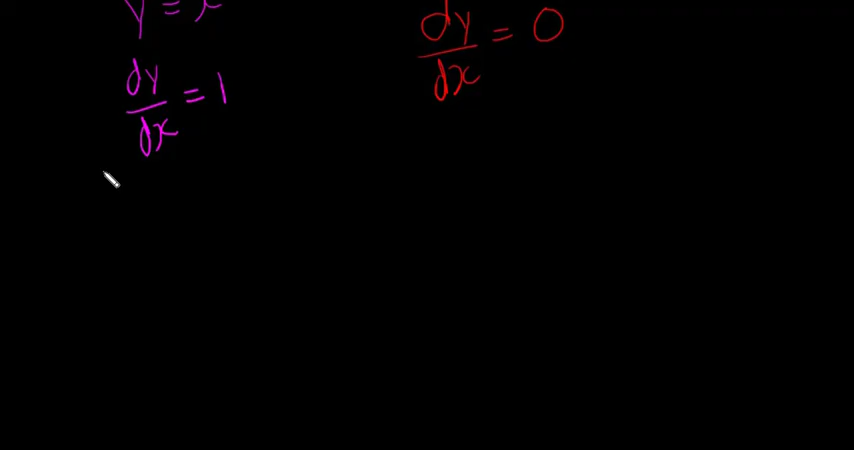 y = x
dy/dx = 1
dy/dx = 0